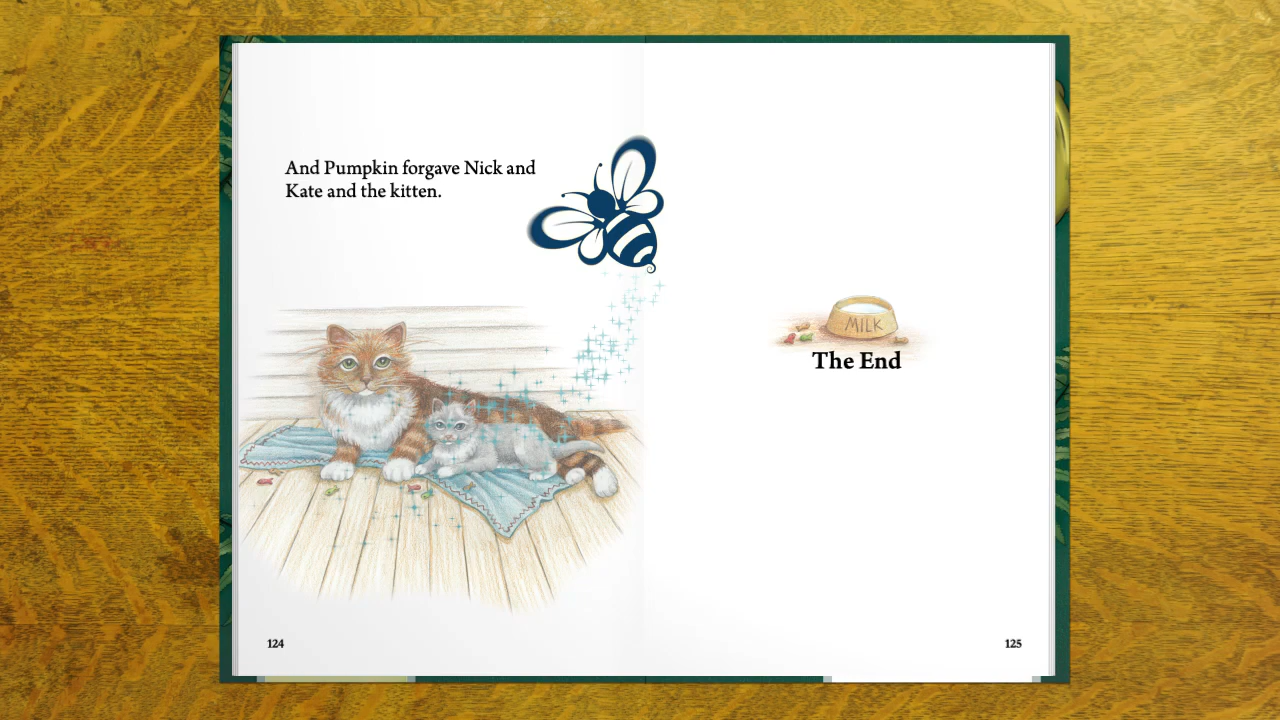 And Pumpkin forgave Nick and
Kate and the kitten.
124
MILK
The End
125